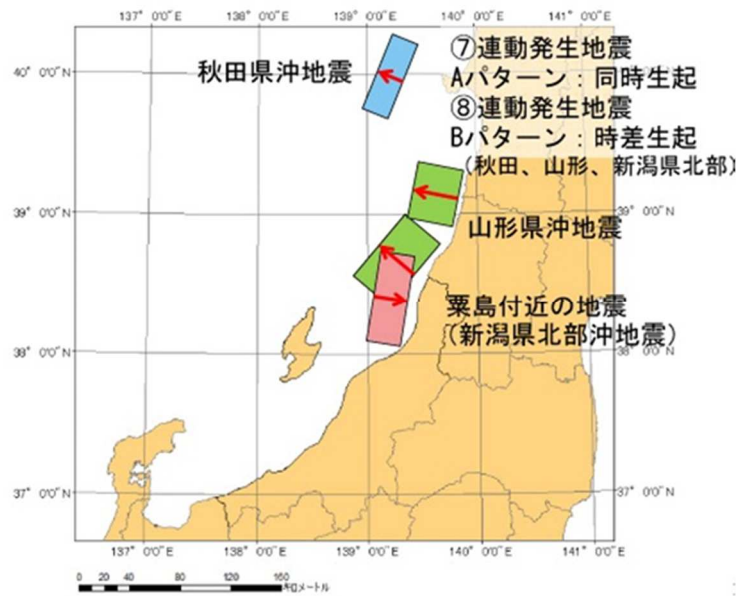 137° 0'0"E
138° 0'0"E
139° 0'0"E
140° 0'0"E
141° 0'0"E
⑦連動発生地震
秋田県沖地震
Aパターン：同時生起
40° 0'0"N
⑧連動発生地震
Bパターン：時差生起
(秋田、山形、新潟県北部)
39° 0'0"N
39° 0'0"N
山形県沖地震
粟島付近の地震
(新潟県北部沖地震)
38° 0'0"N
38° 0'0"N
37° 0'0"N
37° 0'0"N
137° 0'0"E
138° 0'0"E
139° 0'0"E
140° 0'0"E
141° 0'0"E
0 20 40 80 120 160
メートル